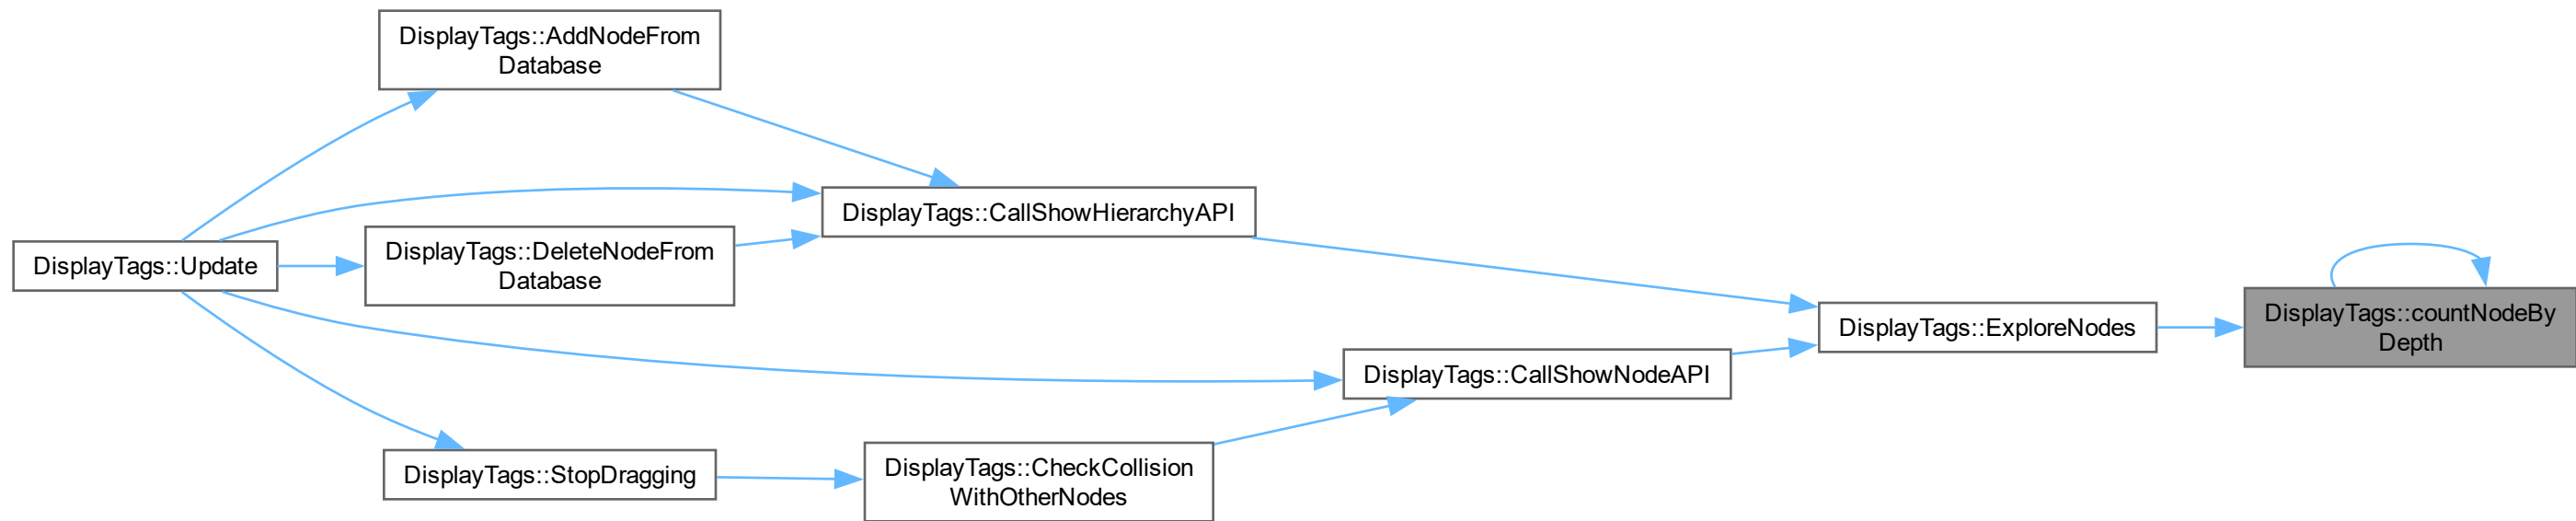 DisplayTags::AddNodeFrom
Database
DisplayTags::CallShowHierarchyAPI
DisplayTags::Update
DisplayTags::DeleteNodeFrom
Database
DisplayTags::countNodeBy
Depth
DisplayTags::ExploreNodes
DisplayTags::CallShowNodeAPI
DisplayTags::StopDragging
DisplayTags::CheckCollision
WithOtherNodes